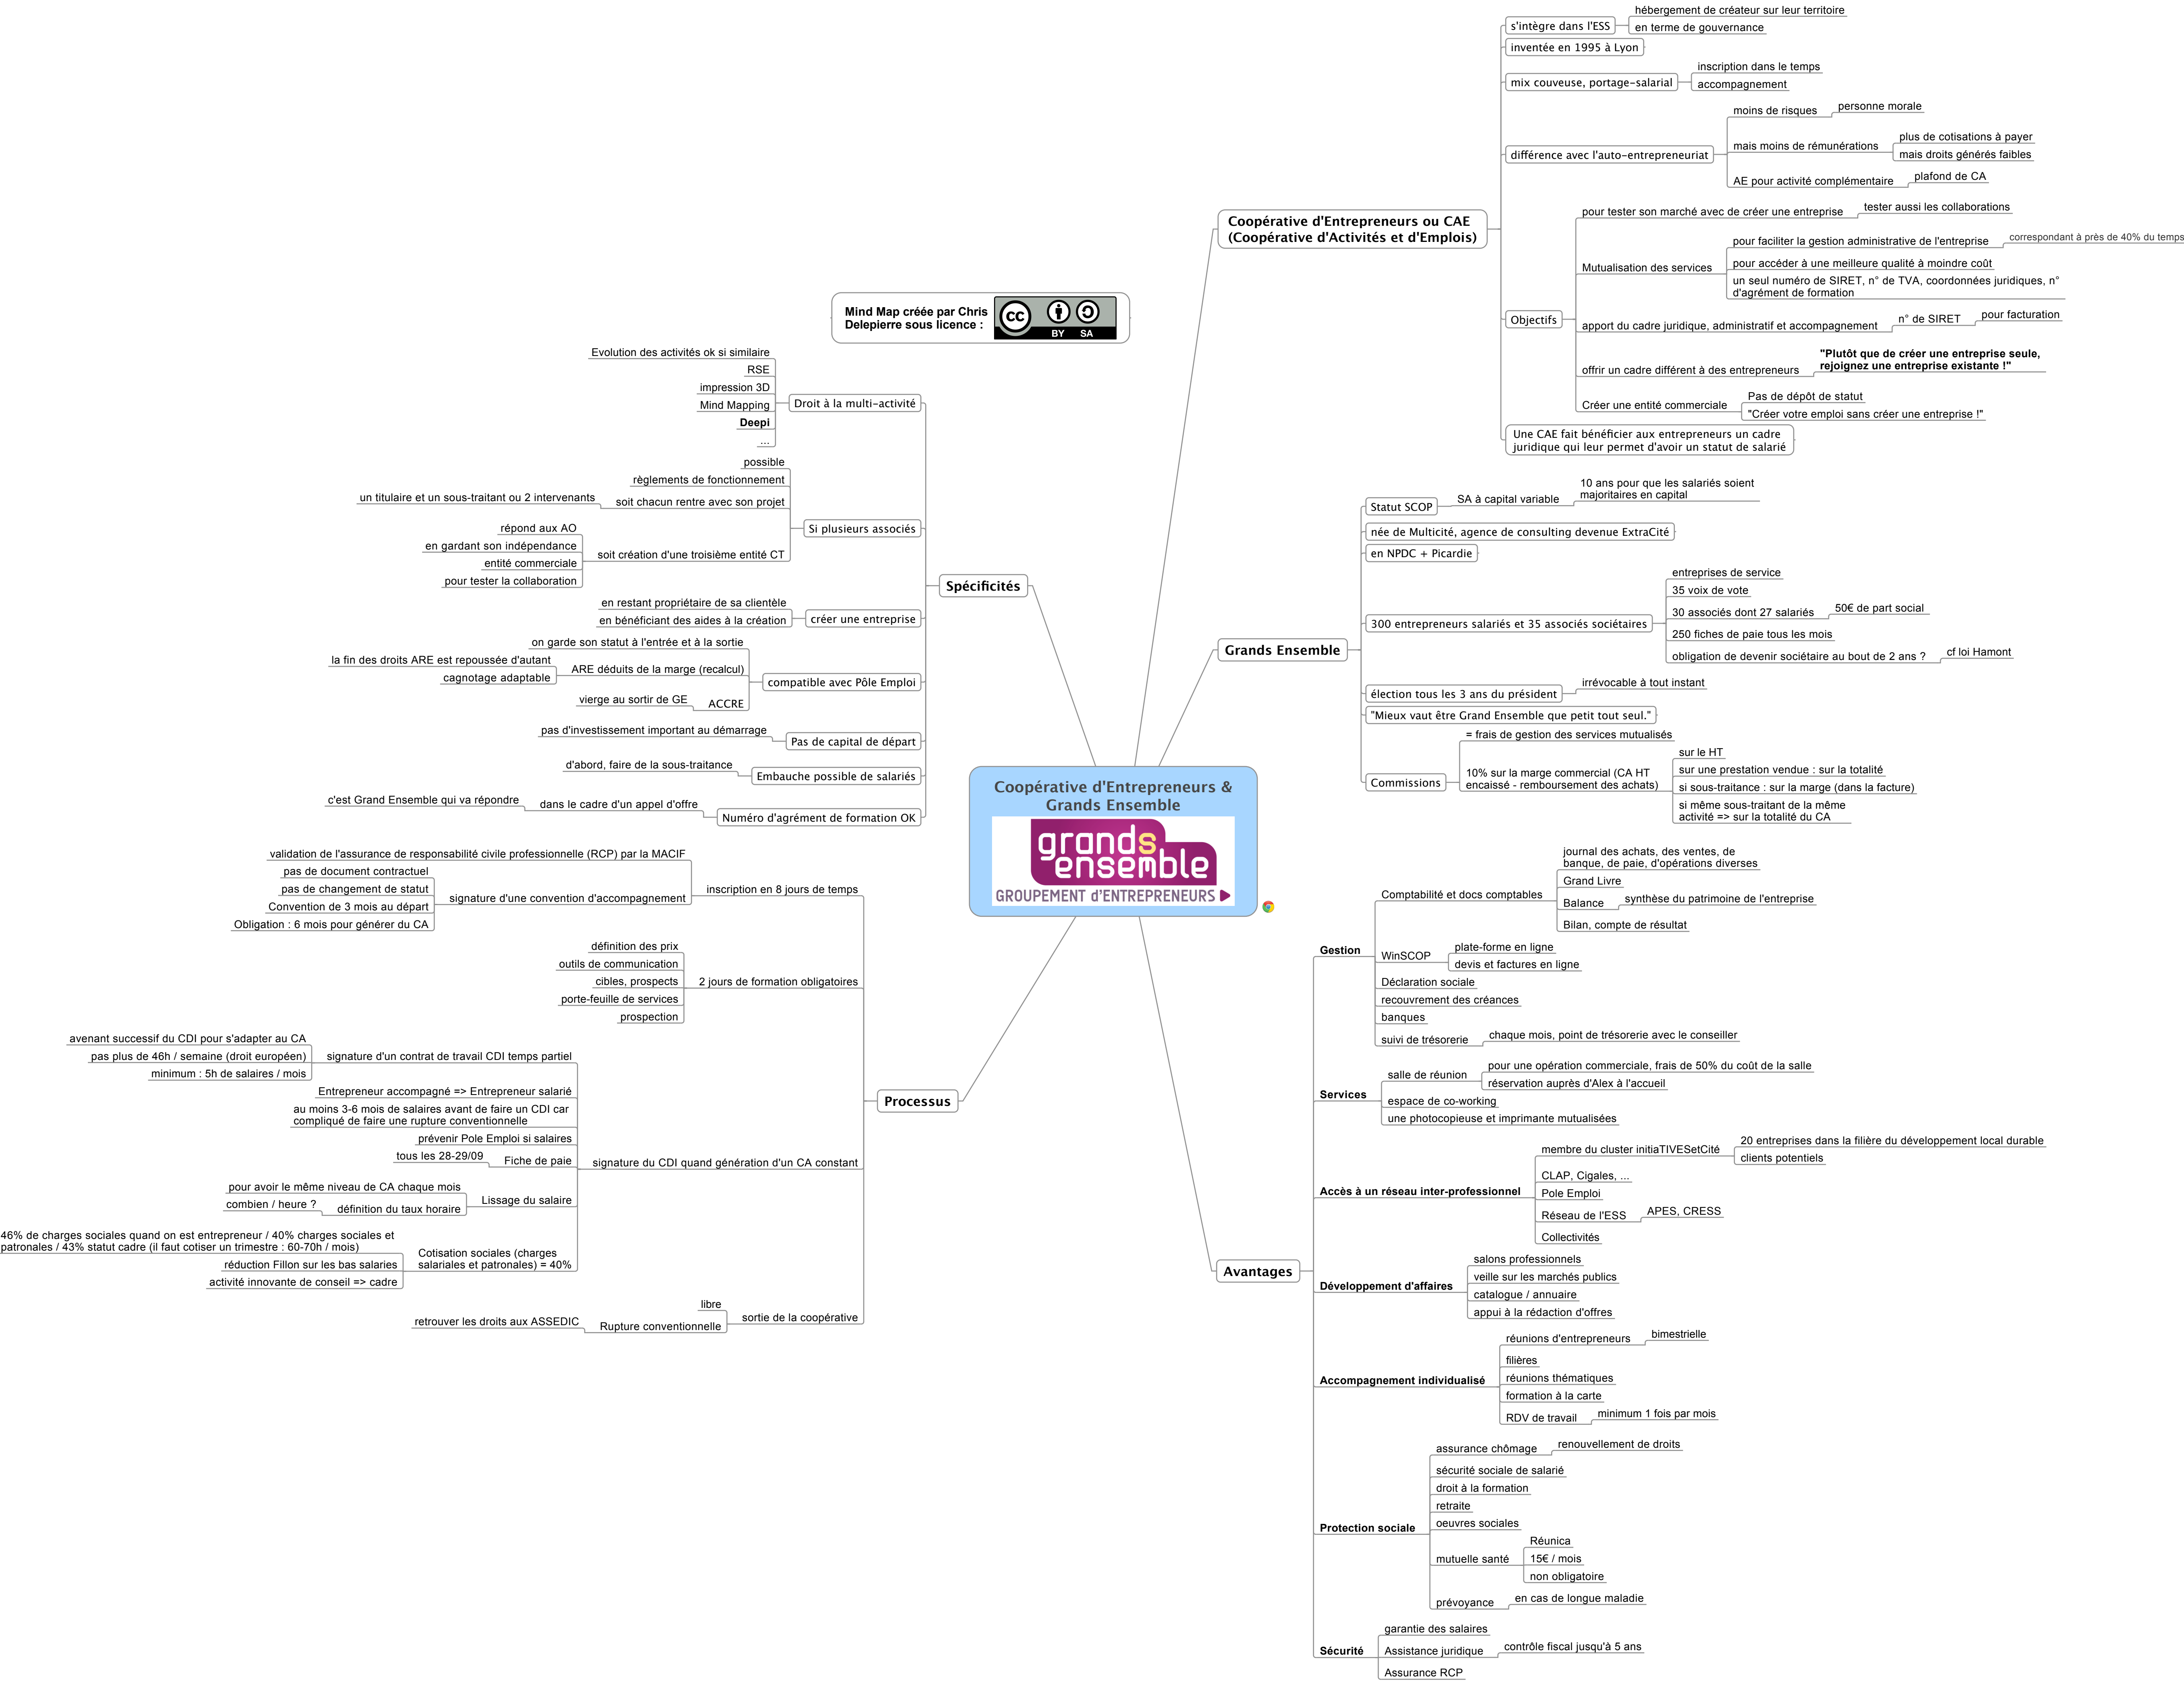 Coopérative d'Entrepreneurs &
Grands Ensemble
grands
ensemble
GROUPEMENT d'ENTREPRENEURS
Mind Map créée par Chris
Delepierre sous licence :
cc
BY SA
Coopérative d'Entrepreneurs ou CAE
(Coopérative d'Activités et d'Emplois)
s'intègre dans l'ESS
hébergement de créateur sur leur territoire
en terme de gouvernance
inventée en 1995 à Lyon
mix couveuse, portage-salarial
inscription dans le temps
accompagnement
différence avec l'auto-entrepreneuriat
moins de risques
personne morale
mais moins de rémunérations
plus de cotisations à payer
mais droits générés faibles
AE pour activité complémentaire
plafond de CA
Objectifs
pour tester son marché avec de créer une entreprise
tester aussi les collaborations
Mutualisation des services
pour faciliter la gestion administrative de l'entreprise
correspondant à près de 40% du temps
pour accéder à une meilleure qualité à moindre coût
un seul numéro de SIRET, n° de TVA, coordonnées juridiques, n°
d'agrément de formation
apport du cadre juridique, administratif et accompagnement
n° de SIRET
pour facturation
offrir un cadre différent à des entrepreneurs
"Plutôt que de créer une entreprise seule,
rejoignez une entreprise existante !"
Créer une entité commerciale
Pas de dépôt de statut
"Créer votre emploi sans créer une entreprise !"
Une CAE fait bénéficier aux entrepreneurs un cadre
juridique qui leur permet d'avoir un statut de salarié
Grands Ensemble
Statut SCOP
SA à capital variable
10 ans pour que les salariés soient
majoritaires en capital
née de Multicité, agence de consulting devenue ExtraCité
en NPDC + Picardie
300 entrepreneurs salariés et 35 associés sociétaires
entreprises de service
35 voix de vote
30 associés dont 27 salariés
50€ de part social
250 fiches de paie tous les mois
obligation de devenir sociétaire au bout de 2 ans ?
cf loi Hamont
élection tous les 3 ans du président
irrévocable à tout instant
"Mieux vaut être Grand Ensemble que petit tout seul."
Commissions
= frais de gestion des services mutualisés
10% sur la marge commercial (CA HT
encaissé - remboursement des achats)
sur le HT
sur une prestation vendue : sur la totalité
si sous-traitance : sur la marge (dans la facture)
si même sous-traitant de la même
activité => sur la totalité du CA
Avantages
Gestion
Comptabilité et docs comptables
journal des achats, des ventes, de
banque, de paie, d'opérations diverses
Grand Livre
Balance
synthèse du patrimoine de l'entreprise
Bilan, compte de résultat
WinSCOP
plate-forme en ligne
devis et factures en ligne
Déclaration sociale
recouvrement des créances
banques
suivi de trésorerie
chaque mois, point de trésorerie avec le conseiller
Services
salle de réunion
pour une opération commerciale, frais de 50% du coût de la salle
réservation auprès d'Alex à l'accueil
espace de co-working
une photocopieuse et imprimante mutualisées
Accès à un réseau inter-professionnel
membre du cluster initiaTIVESetCité
20 entreprises dans la filière du développement local durable
clients potentiels
CLAP, Cigales, ...
Pole Emploi
Réseau de l'ESS
APES, CRESS
Collectivités
Développement d'affaires
salons professionnels
veille sur les marchés publics
catalogue / annuaire
appui à la rédaction d'offres
Accompagnement individualisé
réunions d'entrepreneurs
bimestrielle
filières
réunions thématiques
formation à la carte
RDV de travail
minimum 1 fois par mois
Protection sociale
assurance chômage
renouvellement de droits
sécurité sociale de salarié
droit à la formation
retraite
oeuvres sociales
mutuelle santé
Réunica
15€ / mois
non obligatoire
prévoyance
en cas de longue maladie
Sécurité
garantie des salaires
Assistance juridique
contrôle fiscal jusqu'à 5 ans
Assurance RCP
Spécificités
Droit à la multi-activité
Evolution des activités ok si similaire
RSE
impression 3D
Mind Mapping
Deepi
...
Si plusieurs associés
possible
règlements de fonctionnement
soit chacun rentre avec son projet
un titulaire et un sous-traitant ou 2 intervenants
soit création d'une troisième entité CT
répond aux AO
en gardant son indépendance
entité commerciale
pour tester la collaboration
créer une entreprise
en restant propriétaire de sa clientèle
en bénéficiant des aides à la création
compatible avec Pôle Emploi
on garde son statut à l'entrée et à la sortie
ARE déduits de la marge (recalcul)
la fin des droits ARE est repoussée d'autant
cagnotage adaptable
ACCRE
vierge au sortir de GE
Pas de capital de départ
pas d'investissement important au démarrage
Embauche possible de salariés
d'abord, faire de la sous-traitance
Numéro d'agrément de formation OK
dans le cadre d'un appel d'offre
c'est Grand Ensemble qui va répondre
Processus
inscription en 8 jours de temps
validation de l'assurance de responsabilité civile professionnelle (RCP) par la MACIF
signature d'une convention d'accompagnement
pas de document contractuel
pas de changement de statut
Convention de 3 mois au départ
Obligation : 6 mois pour générer du CA
2 jours de formation obligatoires
définition des prix
outils de communication
cibles, prospects
porte-feuille de services
prospection
signature du CDI quand génération d'un CA constant
signature d'un contrat de travail CDI temps partiel
avenant successif du CDI pour s'adapter au CA
pas plus de 46h / semaine (droit européen)
minimum : 5h de salaires / mois
Entrepreneur accompagné => Entrepreneur salarié
au moins 3-6 mois de salaires avant de faire un CDI car
compliqué de faire une rupture conventionnelle
prévenir Pole Emploi si salaires
Fiche de paie
tous les 28-29/09
Lissage du salaire
pour avoir le même niveau de CA chaque mois
définition du taux horaire
combien / heure ?
Cotisation sociales (charges
salariales et patronales) = 40%
46% de charges sociales quand on est entrepreneur / 40% charges sociales et
patronales / 43% statut cadre (il faut cotiser un trimestre : 60-70h / mois)
réduction Fillon sur les bas salaries
activité innovante de conseil => cadre
sortie de la coopérative
libre
Rupture conventionnelle
retrouver les droits aux ASSEDIC